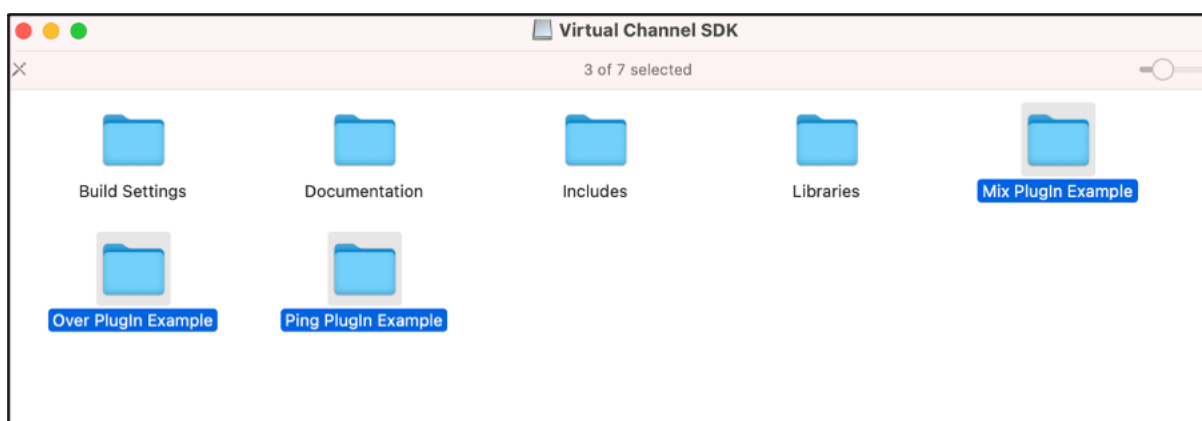 Virtual Channel SDK
3 of 7 selected
Build Settings
Documentation
Includes
Libraries
Mix PlugIn Example
Over PlugIn Example
Ping PlugIn Example